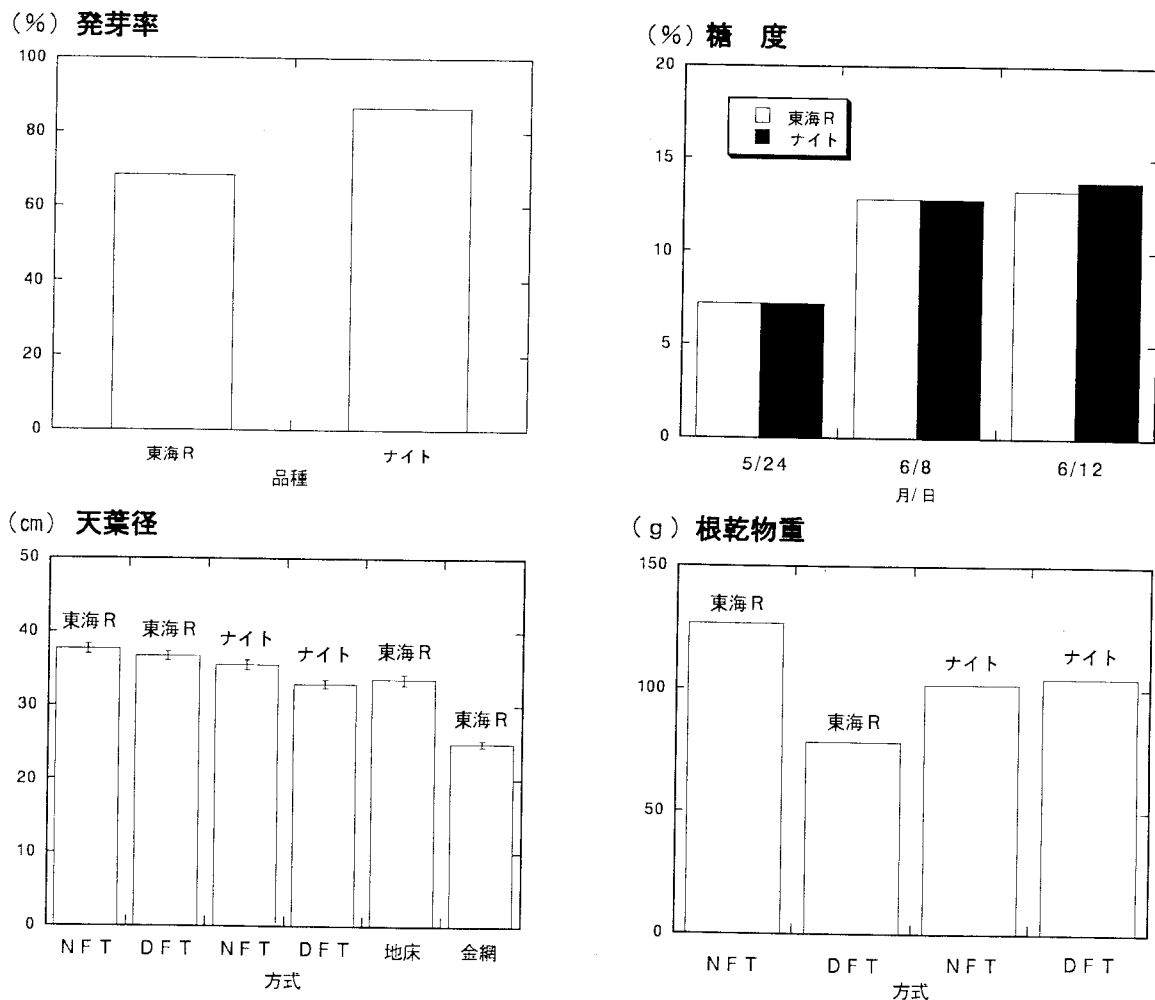 (%) 発芽率
100
80
60
40
20
0
東海R ナイト
品種
(%) 糖 度
20
15
10
5
0
東海R
ナイト
5/24 6/8 6/12
月/日
(cm) 天葉径
50
40
30
20
10
0
東海R 東海R ナイト ナイト 東海R 東海R
NFT DFT NFT DFT 地床 金網
方式
(g) 根乾物重
150
100
50
0
東海R 東海R ナイト ナイト
NFT DFT NFT DFT
方式